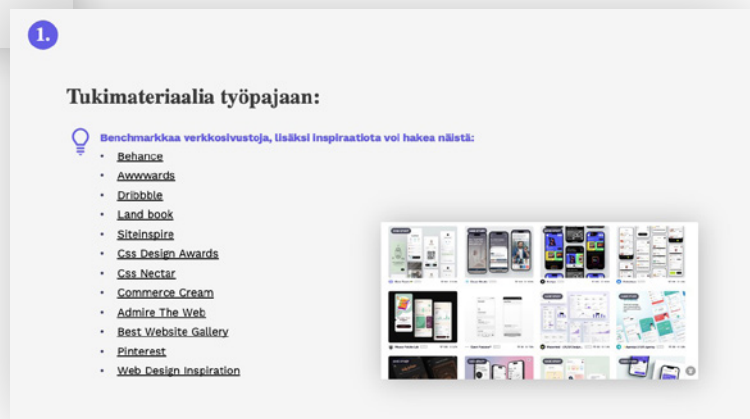 1.
Tukimateriaalia työpajaan:
Benchmarkkaa verkkosivustoja, lisäksi inspiraatiota voi hakea näistä:
• Behance
• Awwwards
• Dribbble
• Land book
• Siteinspire
• Css Design Awards
• Css Nectar
• Commerce Cream
• Admire The Web
• Best Website Gallery
• Pinterest
• Web Design Inspiration